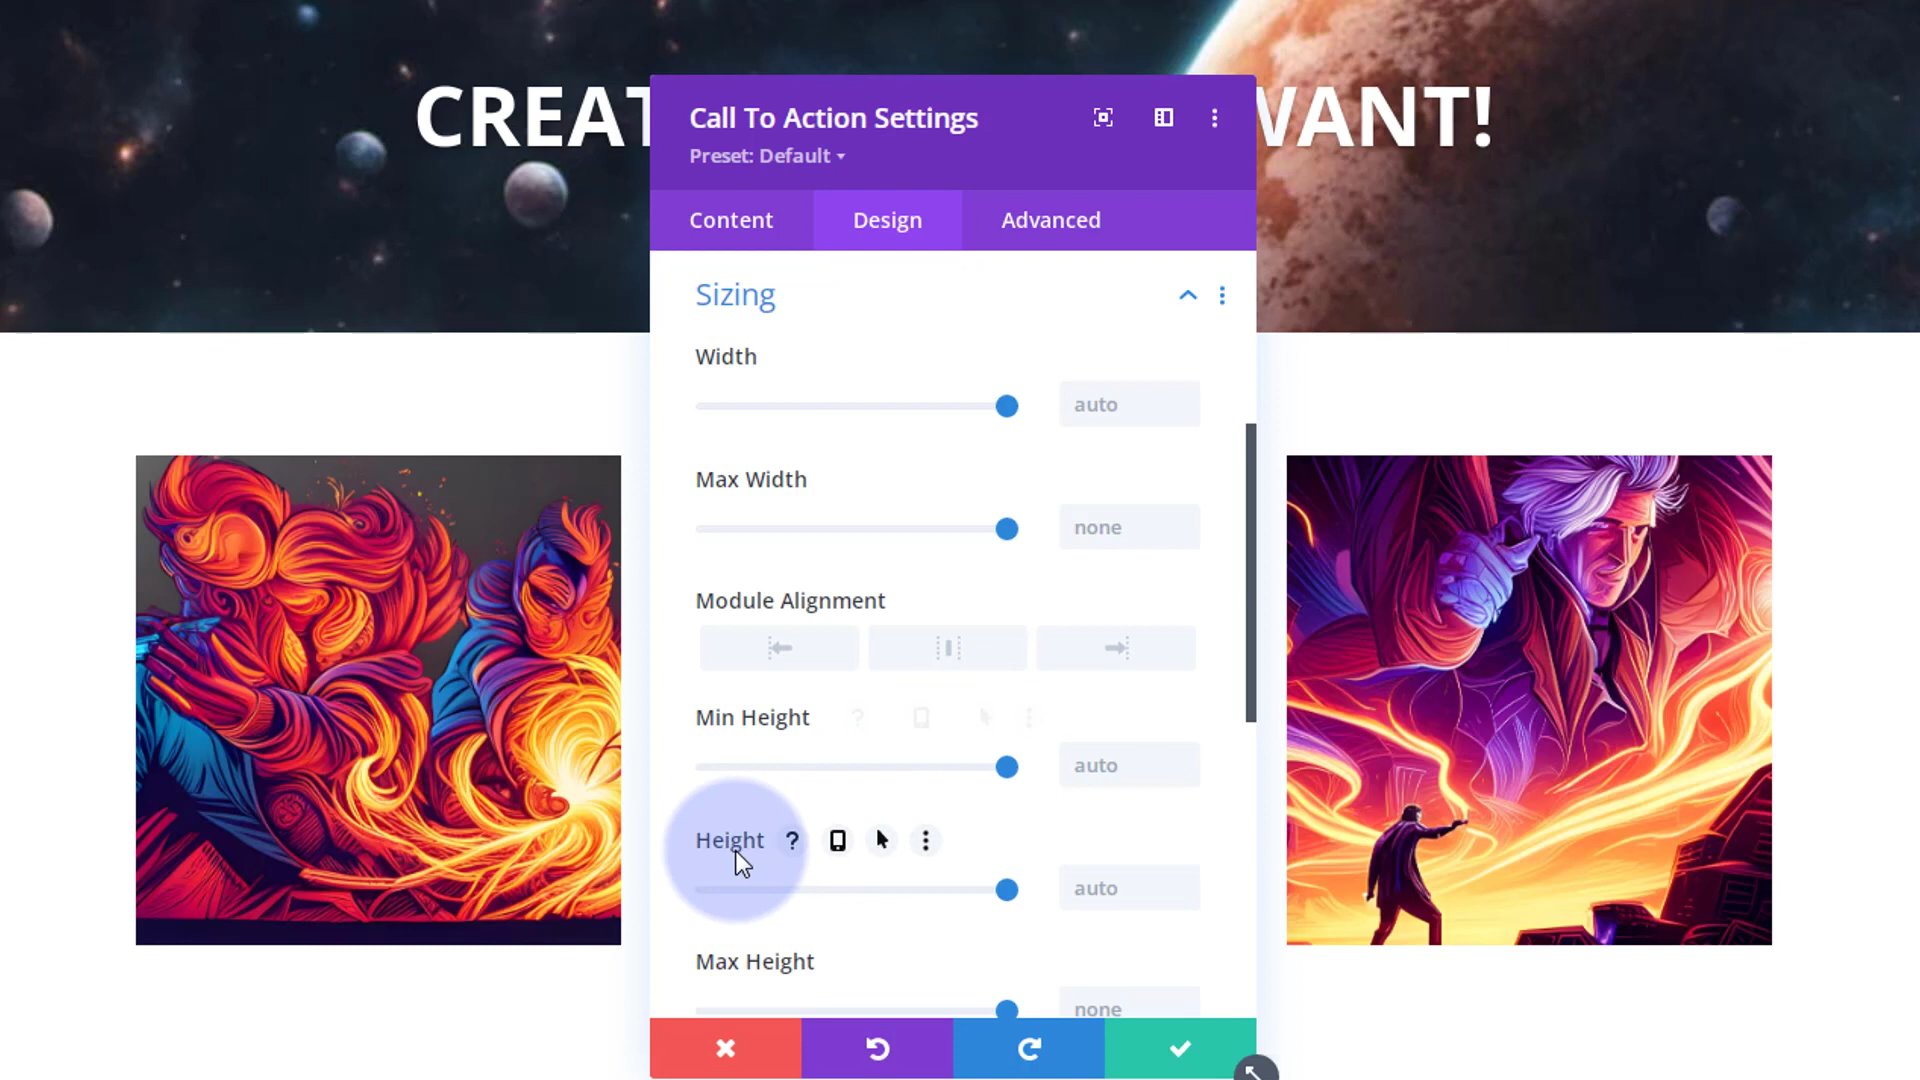 CREAT
WANT!
Call To Action Settings
Preset: Default
Content
Design
Advanced
Sizing
Width
auto
Max Width
none
Module Alignment
Min Height
?
auto
Height
?
auto
Max Height
none